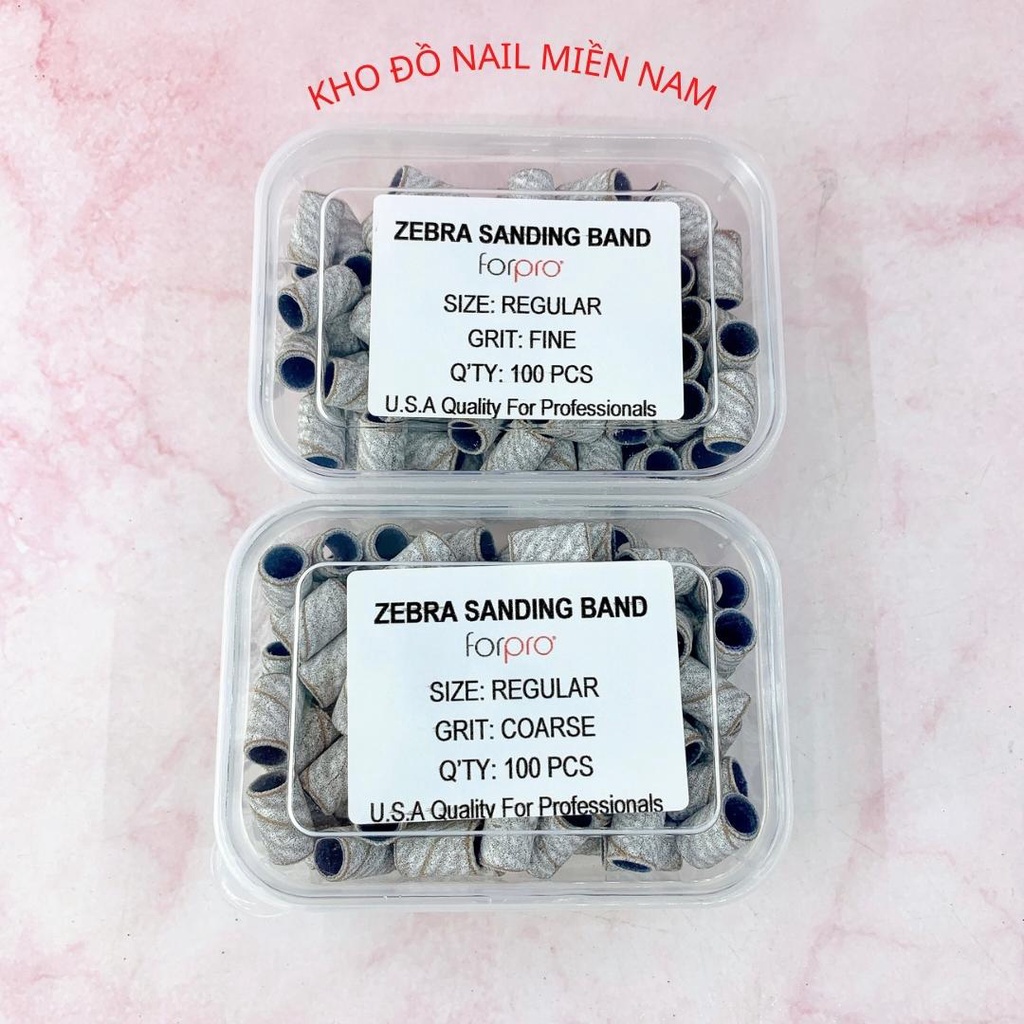 KHO ĐỒ NAIL MIỀN NAM
ZEBRA SANDING BAND
forpro
SIZE: REGULAR
GRIT: FINE
Q'TY: 100 PCS
U.S.A Quality For Professionals
ZEBRA SANDING BAND
forpro
SIZE: REGULAR
GRIT: COARSE
Q'TY: 100 PCS
U.S.A Quality For Professionals